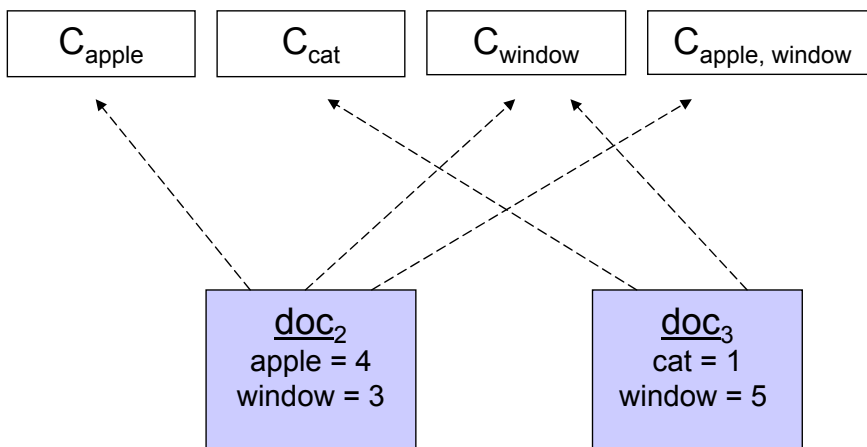 C_apple
C_cat
C_window
C_apple, window
doc_2
apple = 4
window = 3
doc_3
cat = 1
window = 5